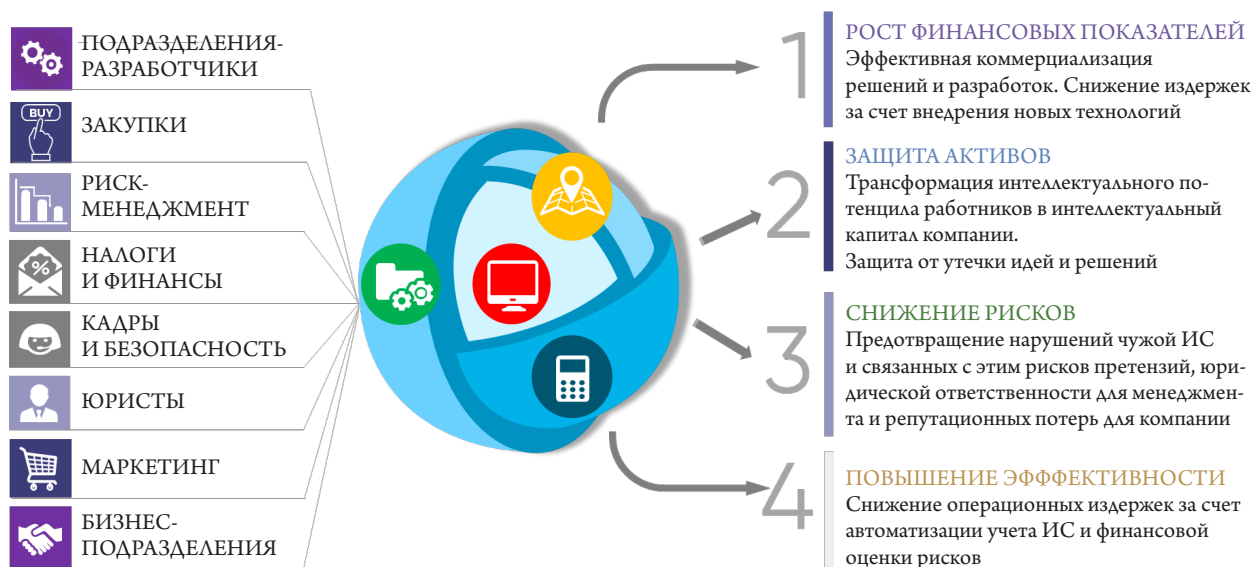 ПОДРАЗДЕЛЕНИЯ-
РАЗРАБОТЧИКИ
BUY
ЗАКУПКИ
РИСК-
МЕНЕДЖМЕНТ
%
НАЛОГИ
И ФИНАНСЫ
КАДРЫ
И БЕЗОПАСНОСТЬ
ЮРИСТЫ
МАРКЕТИНГ
БИЗНЕС-
ПОДРАЗДЕЛЕНИЯ
1
РОСТ ФИНАНСОВЫХ ПОКАЗАТЕЛЕЙ
Эффективная коммерциализация
решений и разработок. Снижение издержек
за счет внедрения новых технологий
2
ЗАЩИТА АКТИВОВ
Трансформация интеллектуального по-
тенцила работников в интеллектуальный
капитал компании.
Защита от утечки идей и решений
3
СНИЖЕНИЕ РИСКОВ
Предотвращение нарушений чужой ИС
и связанных с этим рисков претензий, юри-
дической ответственности для менеджмен-
та и репутационных потерь для компании
4
ПОВЫШЕНИЕ ЭФФФЕКТИВНОСТИ
Снижение операционных издержек за счет
автоматизации учета ИС и финансовой
оценки рисков